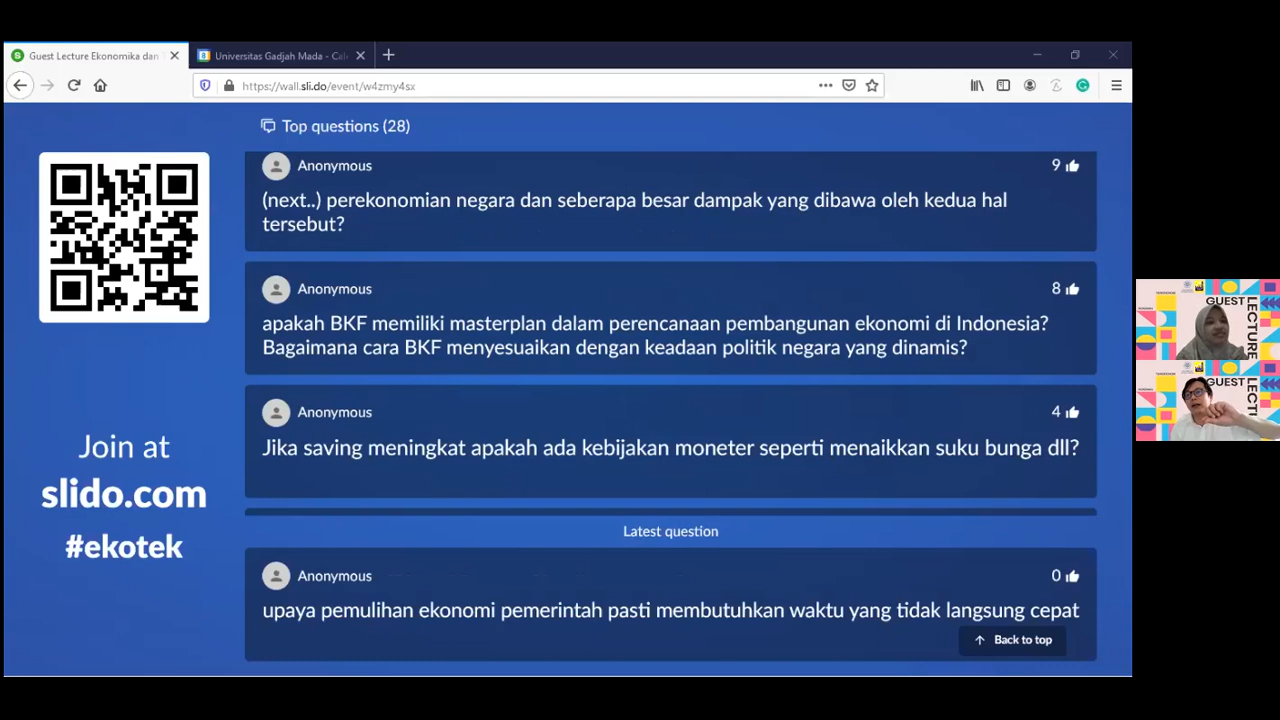 Guest Lecture Ekonomika dan
Universitas Gadjah Mada - Cale
https://wall.sli.do/event/w4zmy4sx
Top questions (28)
Anonymous
9
(next..) perekonomian negara dan seberapa besar dampak yang dibawa oleh kedua hal
tersebut?
Anonymous
8
apakah BKF memiliki masterplan dalam perencanaan pembangunan ekonomi di Indonesia?
Bagaimana cara BKF menyesuaikan dengan keadaan politik negara yang dinamis?
Anonymous
4
Jika saving meningkat apakah ada kebijakan moneter seperti menaikkan suku bunga dll?
Latest question
Anonymous
0
upaya pemulihan ekonomi pemerintah pasti membutuhkan waktu yang tidak langsung cepat
Back to top
Join at
slido.com
#ekotek
GUEST
LECTURE
GUEST